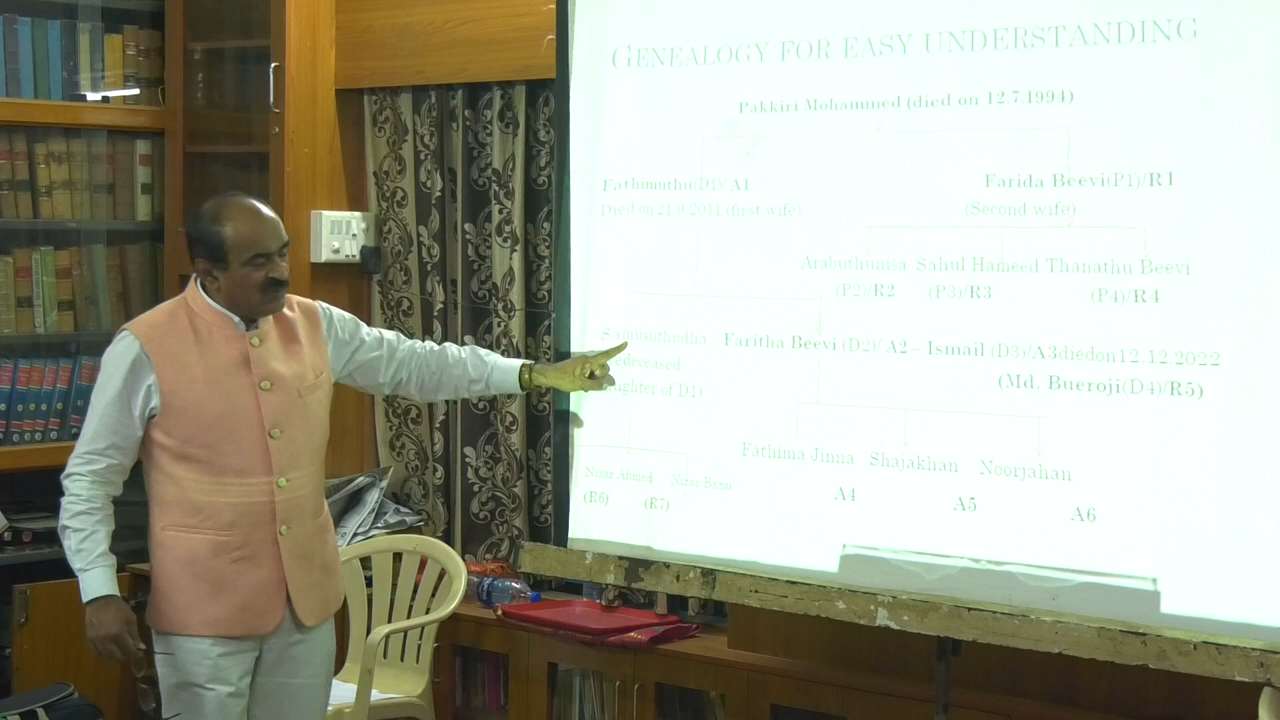 GENEALOGY FOR EASY UNDERSTANDING
Pakkiri Mohammed (died on 12.7.1994)
Fathimuthu(D1)/A1 Farida Beevi(P1)/R1
Died on 21.9.2011 (first wife) (Second wife)
Arabuthunisa Sahul Hameed Thanathu Beevi
(P2)/R2 (P3)/R3 (P4)/R4
Samusuthudha Faritha Beevi (D2)/A2 – Ismail (D3)/A3diedon12.12.2022
(Md. Bueroji(D4)/R5)
of D1)
Fathima Jinna Shajakhan Noorjahan
Nizar Ahmed Nizar Banu
A4 A5 A6
(R6) (R7)